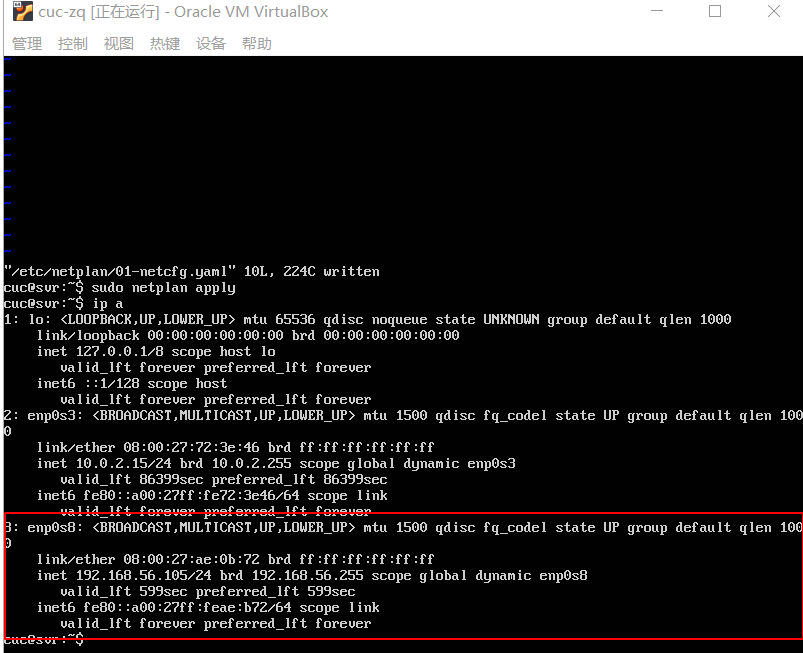 cuc-zq [正在运行] - Oracle VM VirtualBox
管理 控制 视图 热键 设备 帮助
~
~
~
~
~
~
~
~
~
~
~
~
~
"/etc/netplan/01-netcfg.yaml" 10L, 224C written
cuc@svr:~$ sudo netplan apply
cuc@svr:~$ ip a
1: lo: <LOOPBACK,UP,LOWER_UP> mtu 65536 qdisc noqueue state UNKNOWN group default qlen 1000
    link/loopback 00:00:00:00:00:00 brd 00:00:00:00:00:00
    inet 127.0.0.1/8 scope host lo
       valid_lft forever preferred_lft forever
    inet6 ::1/128 scope host
       valid_lft forever preferred_lft forever
2: enp0s3: <BROADCAST,MULTICAST,UP,LOWER_UP> mtu 1500 qdisc fq_codel state UP group default qlen 100
0
    link/ether 08:00:27:72:3e:46 brd ff:ff:ff:ff:ff:ff
    inet 10.0.2.15/24 brd 10.0.2.255 scope global dynamic enp0s3
       valid_lft 86399sec preferred_lft 86399sec
    inet6 fe80::a00:27ff:fe72:3e46/64 scope link
       valid_lft forever preferred_lft forever
3: enp0s8: <BROADCAST,MULTICAST,UP,LOWER_UP> mtu 1500 qdisc fq_codel state UP group default qlen 100
0
    link/ether 08:00:27:ae:0b:72 brd ff:ff:ff:ff:ff:ff
    inet 192.168.56.105/24 brd 192.168.56.255 scope global dynamic enp0s8
       valid_lft 599sec preferred_lft 599sec
    inet6 fe80::a00:27ff:feae:b72/64 scope link
       valid_lft forever preferred_lft forever
cuc@svr:~$